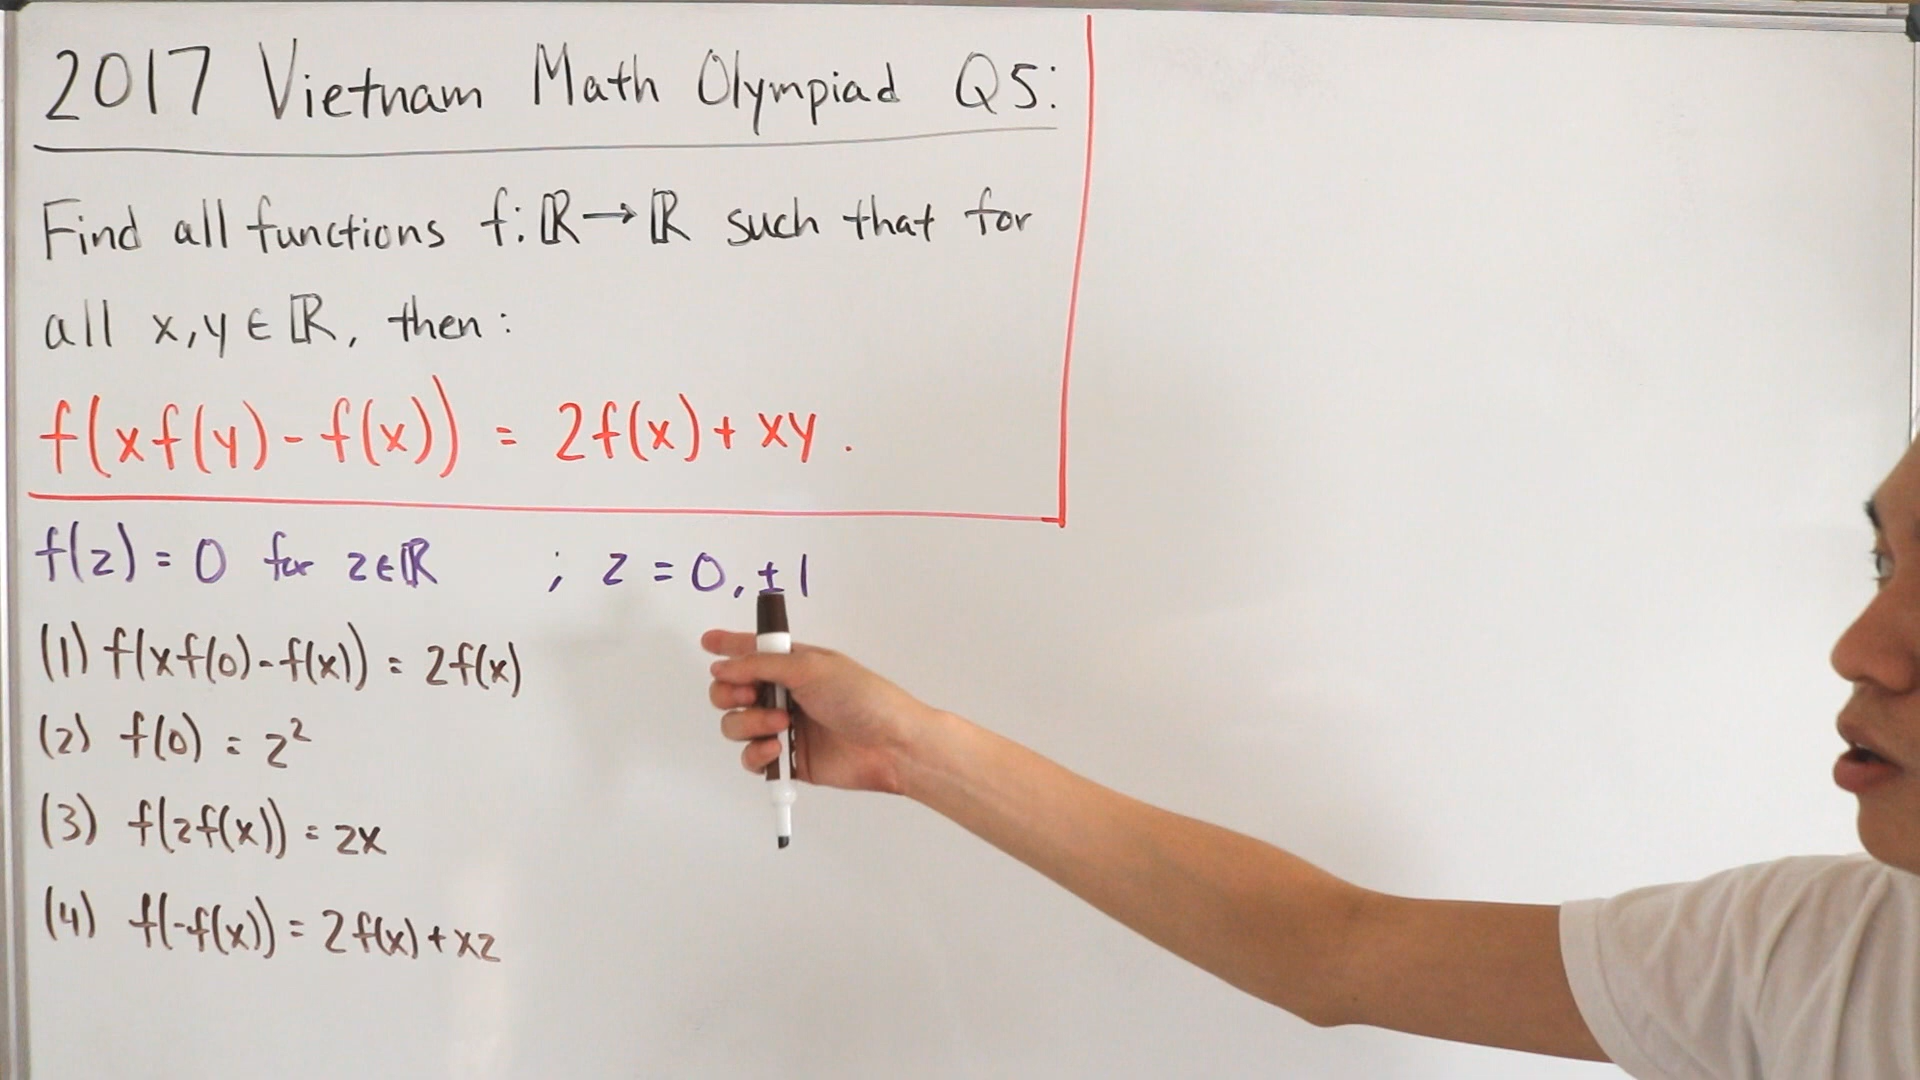 2017 Vietnam Math Olympiad Q5:
Find all functions f: ℝ→ℝ such that for
all x,y ∈ ℝ, then :
f(xf(y)-f(x)) = 2f(x)+xy.
f(z) = 0 for z∈ℝ ; z = 0, ±1
(1) f(xf(0)-f(x)) = 2f(x)
(2) f(0) = z²
(3) f(zf(x)) = zx
(4) f(-f(x)) = 2f(x)+xz